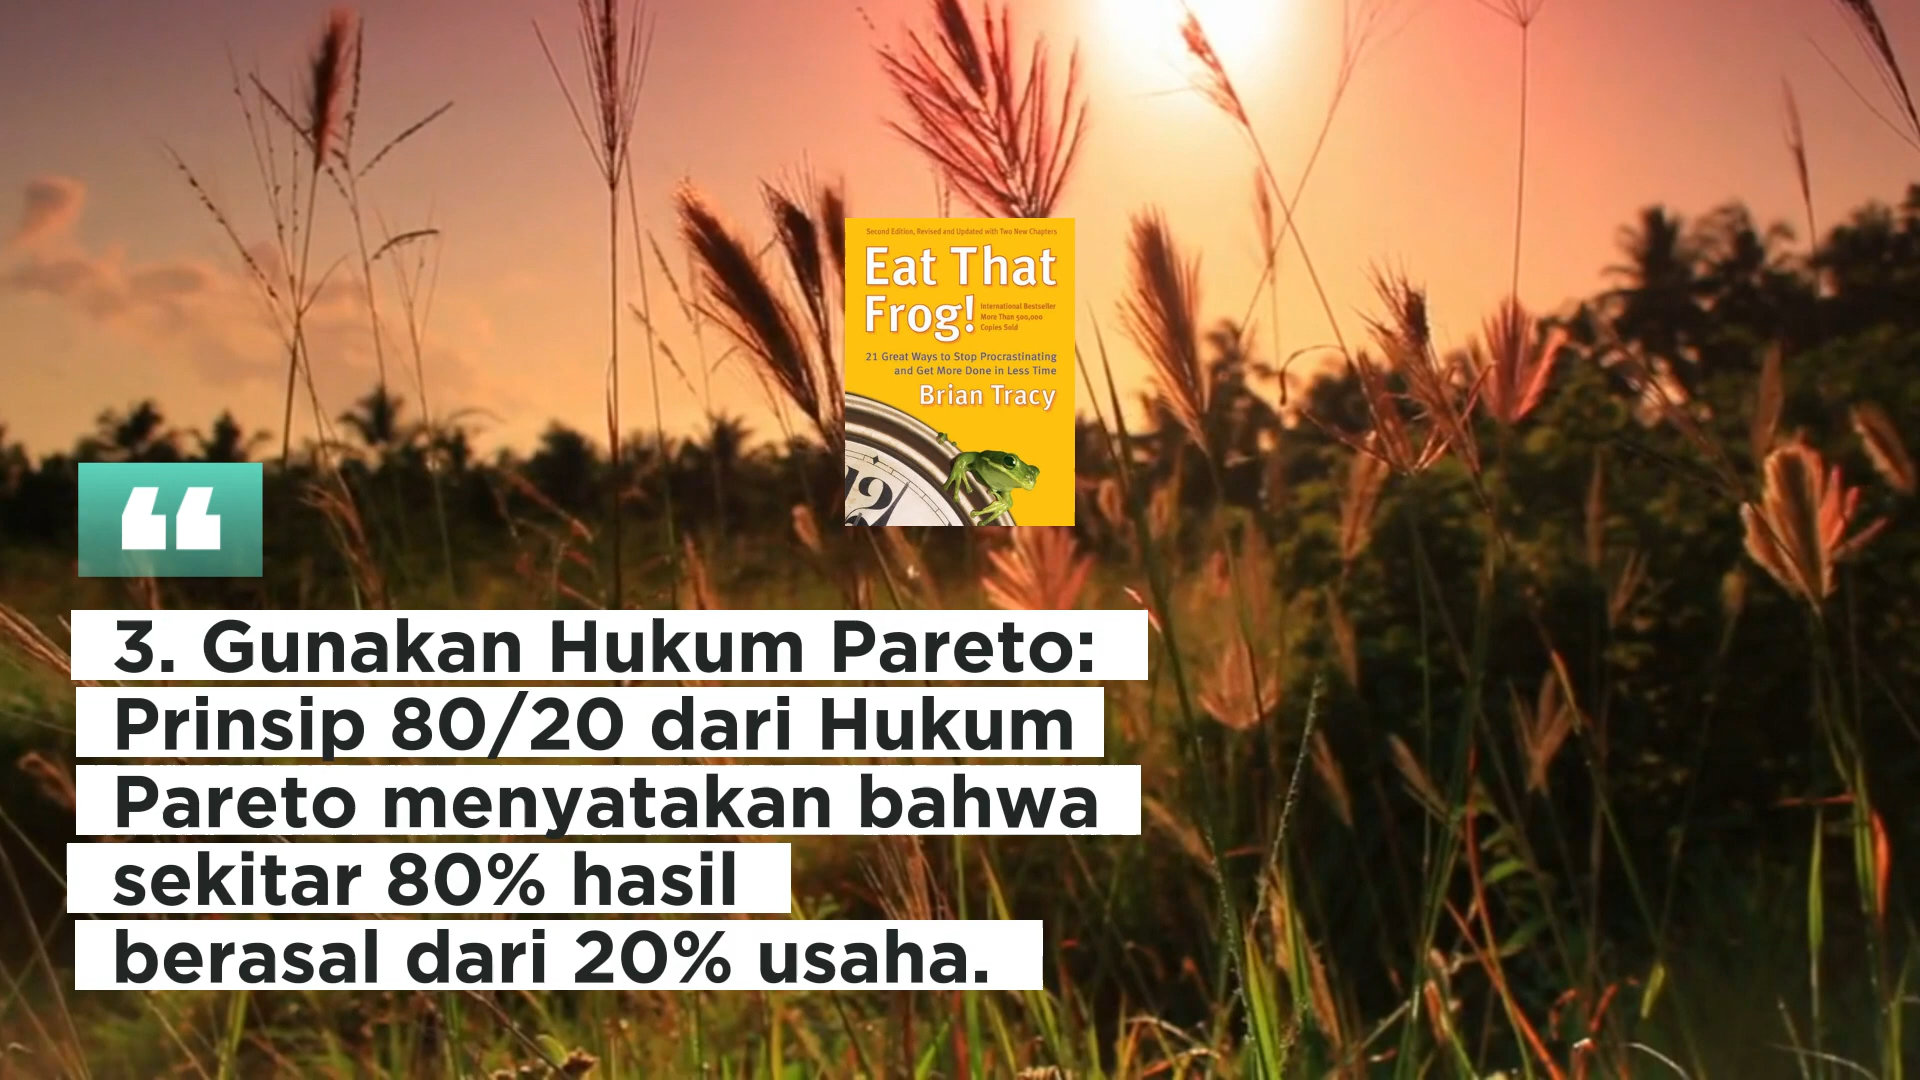 Second Edition, Revised and Updated with Two New Chapters
Eat That
Frog!
International Bestseller
More Than 500,000
Copies Sold
21 Great Ways to Stop Procrastinating
and Get More Done in Less Time
Brian Tracy
12
“
3. Gunakan Hukum Pareto:
Prinsip 80/20 dari Hukum
Pareto menyatakan bahwa
sekitar 80% hasil
berasal dari 20% usaha.